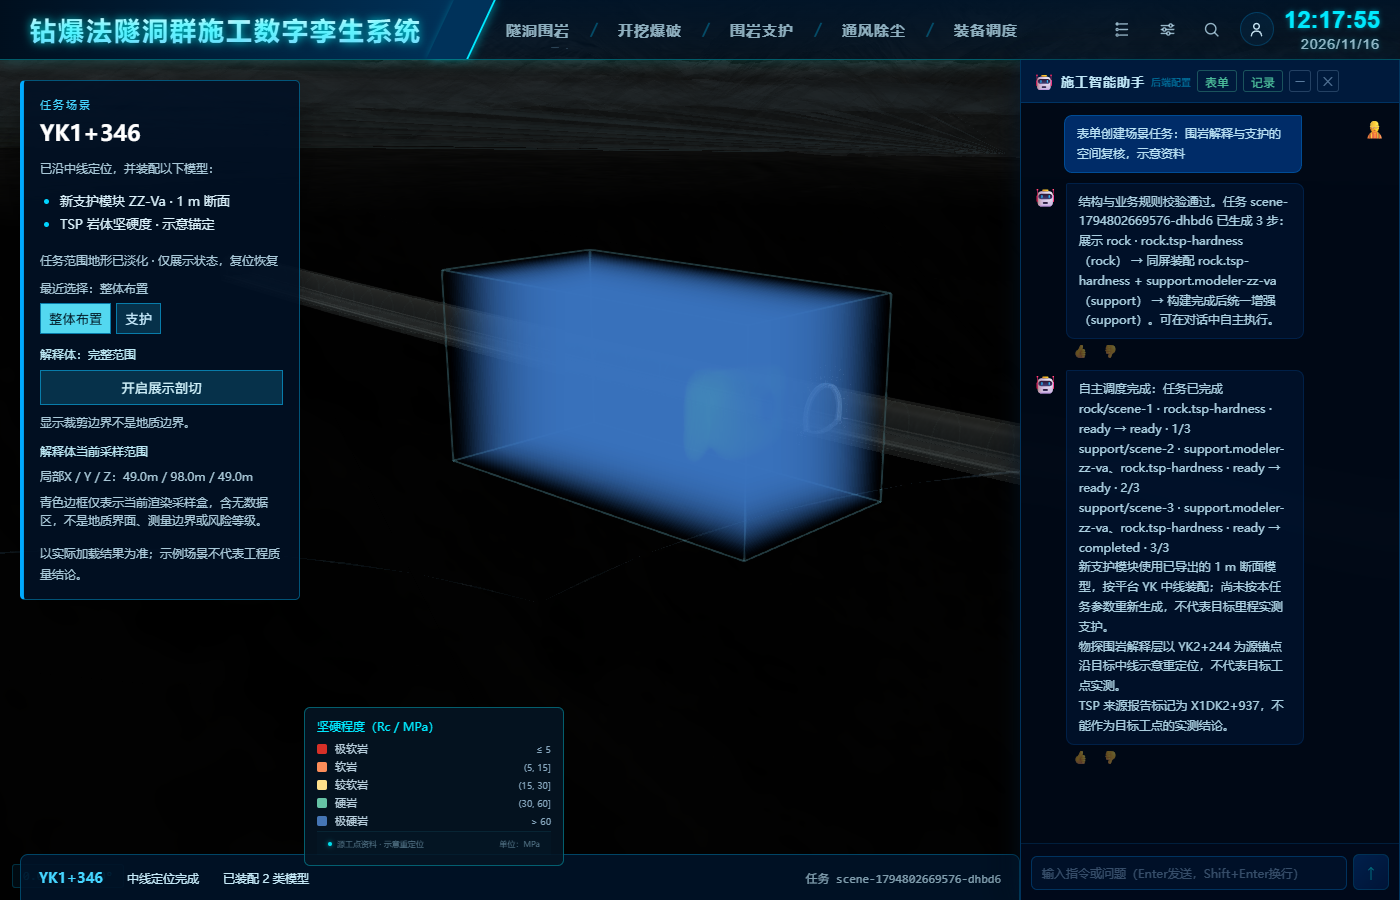 钻爆法隧洞群施工数字孪生系统
隧洞围岩 / 开挖爆破 / 围岩支护 / 通风除尘 / 装备调度
12:17:55
2026/11/16
任务场景
YK1+346
已沿中线定位，并装配以下模型：
新支护模块 ZZ-Va · 1 m 断面
TSP 岩体坚硬度 · 示意锚定
任务范围地形已淡化 · 仅展示状态，复位恢复
最近选择：整体布置
整体布置 支护
解释体：完整范围
开启展示剖切
显示裁剪边界不是地质边界。
解释体当前采样范围
局部X / Y / Z：49.0m / 98.0m / 49.0m
青色边框仅表示当前渲染采样盒，含无数据
区，不是地质界面、测量边界或风险等级。
以实际加载结果为准；示例场景不代表工程质
量结论。
坚硬程度（Rc / MPa）
极软岩 ≤ 5
软岩 (5, 15]
较软岩 (15, 30]
硬岩 (30, 60]
极硬岩 > 60
源工点资料 · 示意重定位 单位：MPa
YK1+346 中线定位完成 已装配 2 类模型 任务 scene-1794802669576-dhbd6
施工智能助手 后端配置 表单 记录
表单创建场景任务：围岩解释与支护的
空间复核，示意资料
结构与业务规则校验通过。任务 scene-
1794802669576-dhbd6 已生成 3 步：
展示 rock · rock.tsp-hardness
（rock） → 同屏装配 rock.tsp-
hardness + support.modeler-zz-va
（support） → 构建完成后统一增强
（support）。可在对话中自主执行。
自主调度完成：任务已完成
rock/scene-1 · rock.tsp-hardness ·
ready → ready · 1/3
support/scene-2 · support.modeler-
zz-va、rock.tsp-hardness · ready →
ready · 2/3
support/scene-3 · support.modeler-
zz-va、rock.tsp-hardness · ready →
completed · 3/3
新支护模块使用已导出的 1 m 断面模
型，按平台 YK 中线装配；尚未按本任
务参数重新生成，不代表目标里程实测
支护。
物探围岩解释层以 YK2+244 为源锚点
沿目标中线示意重定位，不代表目标工
点实测。
TSP 来源报告标记为 X1DK2+937，不
能作为目标工点的实测结论。
输入指令或问题（Enter发送，Shift+Enter换行）